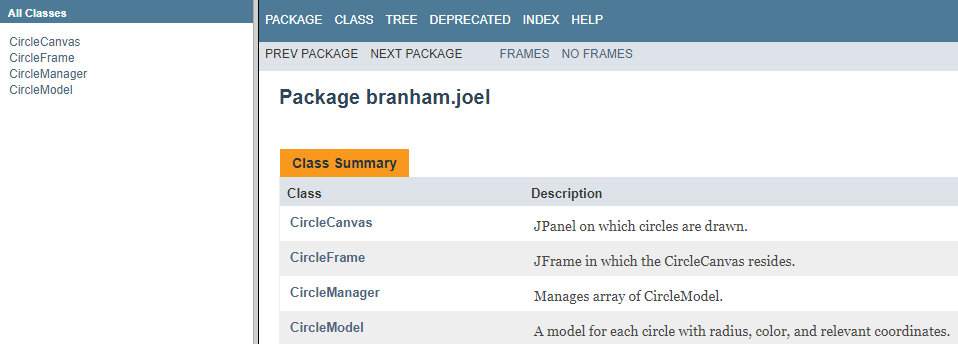 All Classes
CircleCanvas
CircleFrame
CircleManager
CircleModel
PACKAGE CLASS TREE DEPRECATED INDEX HELP
PREV PACKAGE NEXT PACKAGE FRAMES NO FRAMES
Package branham.joel
Class Summary
Class Description
CircleCanvas JPanel on which circles are drawn.
CircleFrame JFrame in which the CircleCanvas resides.
CircleManager Manages array of CircleModel.
CircleModel A model for each circle with radius, color, and relevant coordinates.